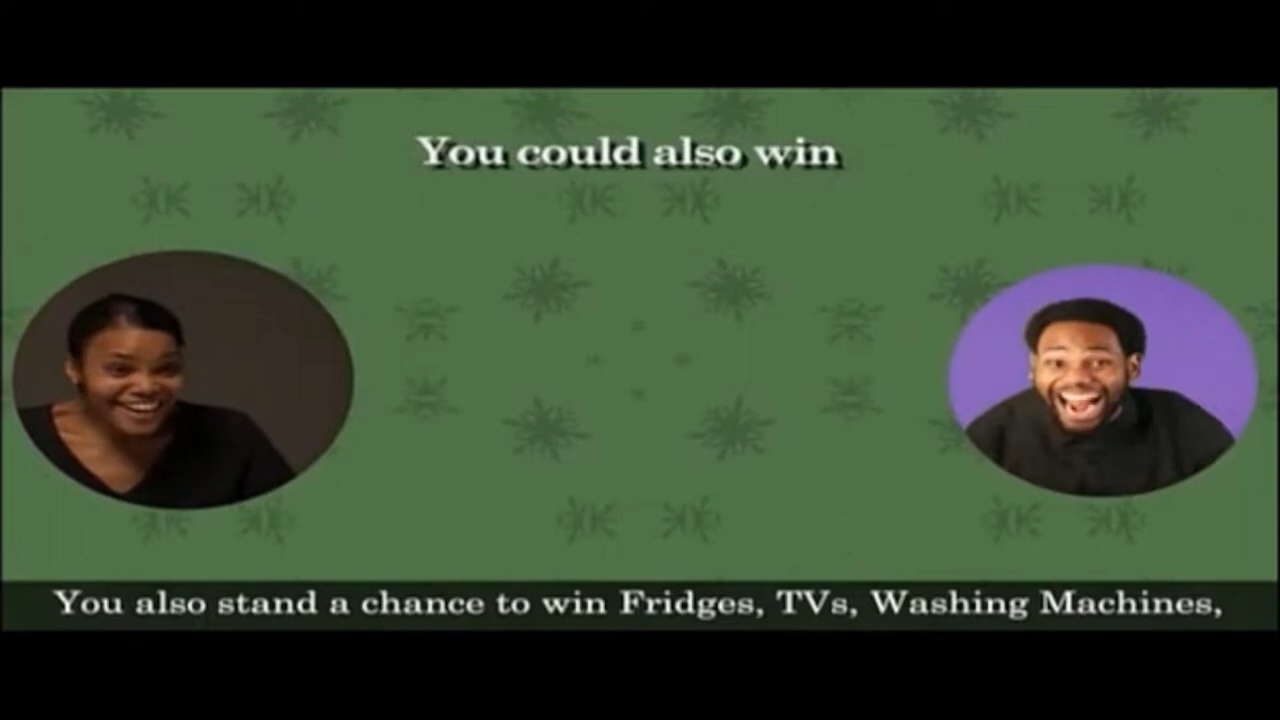 You could also win
You also stand a chance to win Fridges, TVs, Washing Machines,